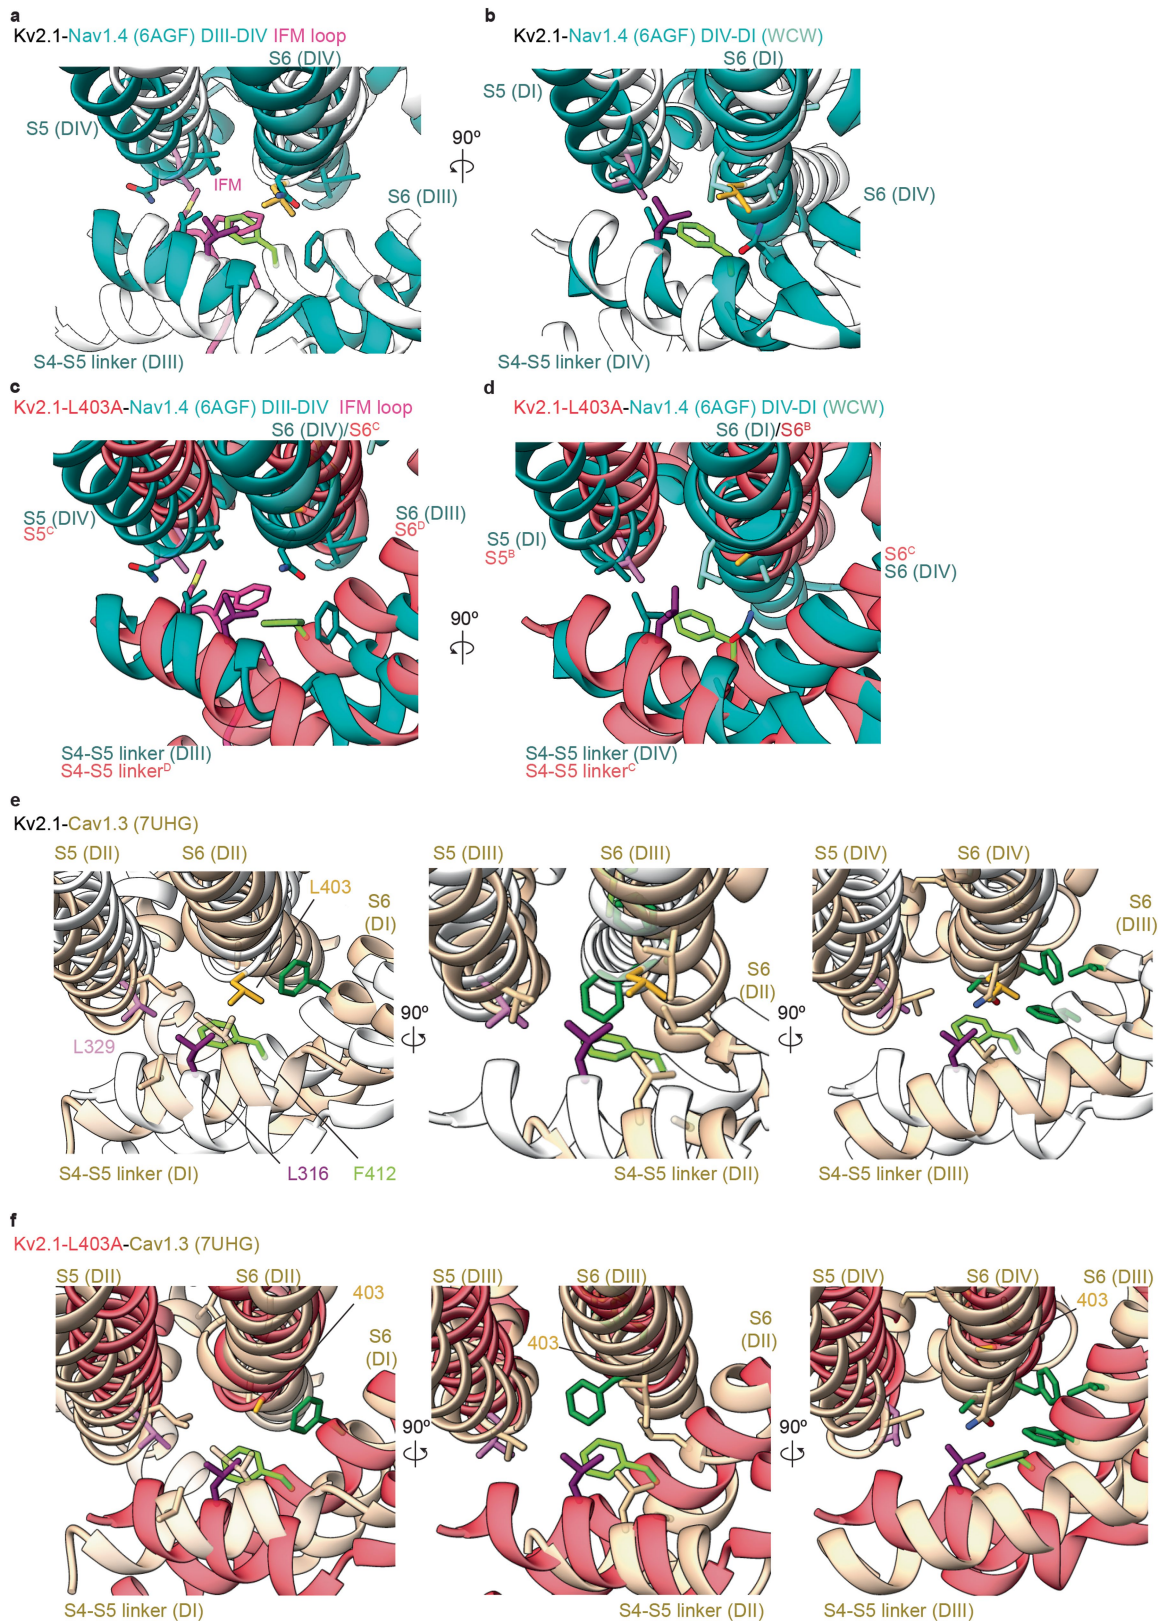 a
Kv2.1-Nav1.4 (6AGF) DIII-DIV IFM loop
S6 (DIV)
S5 (DIV)
IFM
S6 (DIII)
S4-S5 linker (DIII)
90º
b
Kv2.1-Nav1.4 (6AGF) DIV-DI (WCW)
S6 (DI)
S5 (DI)
S6 (DIV)
S4-S5 linker (DIV)
c
Kv2.1-L403A-Nav1.4 (6AGF) DIII-DIV IFM loop
S6 (DIV)/S6ᶜ
S5 (DIV)
S5ᶜ
S6 (DIII)
S6ᴰ
S4-S5 linker (DIII)
S4-S5 linkerᴰ
90º
d
Kv2.1-L403A-Nav1.4 (6AGF) DIV-DI (WCW)
S6 (DI)/S6ᴮ
S5 (DI)
S5ᴮ
S6ᶜ
S6 (DIV)
S4-S5 linker (DIV)
S4-S5 linkerᶜ
e
Kv2.1-Cav1.3 (7UHG)
S5 (DII) S6 (DII)
L403
S6
(DI)
L329
S4-S5 linker (DI)
L316 F412
90º
S5 (DIII) S6 (DIII)
S6
(DII)
S4-S5 linker (DII)
90º
S5 (DIV) S6 (DIV)
S6
(DIII)
S4-S5 linker (DIII)
f
Kv2.1-L403A-Cav1.3 (7UHG)
S5 (DII) S6 (DII)
403
S6
(DI)
S4-S5 linker (DI)
90º
S5 (DIII) S6 (DIII)
S6
(DII)
403
S4-S5 linker (DII)
90º
S5 (DIV) S6 (DIV) S6 (DIII)
403
S4-S5 linker (DIII)